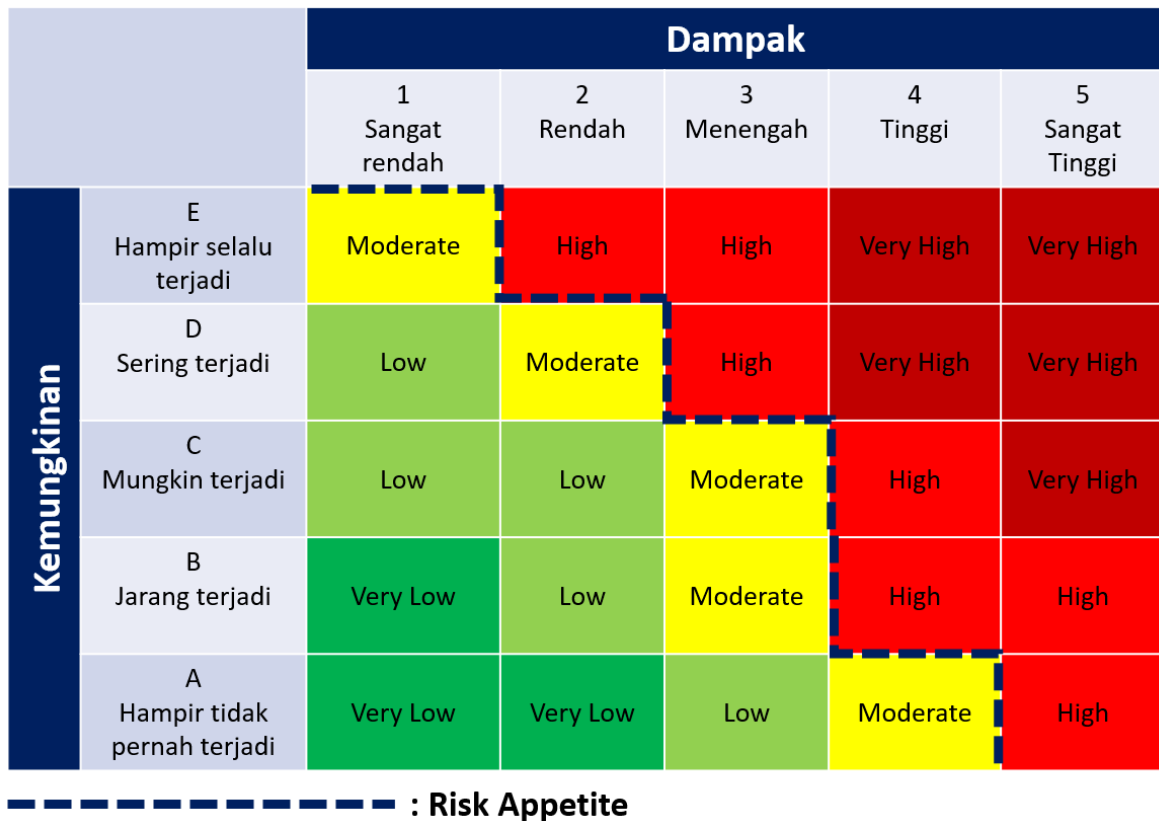 Dampak
1
Sangat
rendah
2
Rendah
3
Menengah
4
Tinggi
5
Sangat
Tinggi
Kemungkinan
E
Hampir selalu
terjadi
Moderate
High
High
Very High
Very High
D
Sering terjadi
Low
Moderate
High
Very High
Very High
C
Mungkin terjadi
Low
Low
Moderate
High
Very High
B
Jarang terjadi
Very Low
Low
Moderate
High
High
A
Hampir tidak
pernah terjadi
Very Low
Very Low
Low
Moderate
High
: Risk Appetite